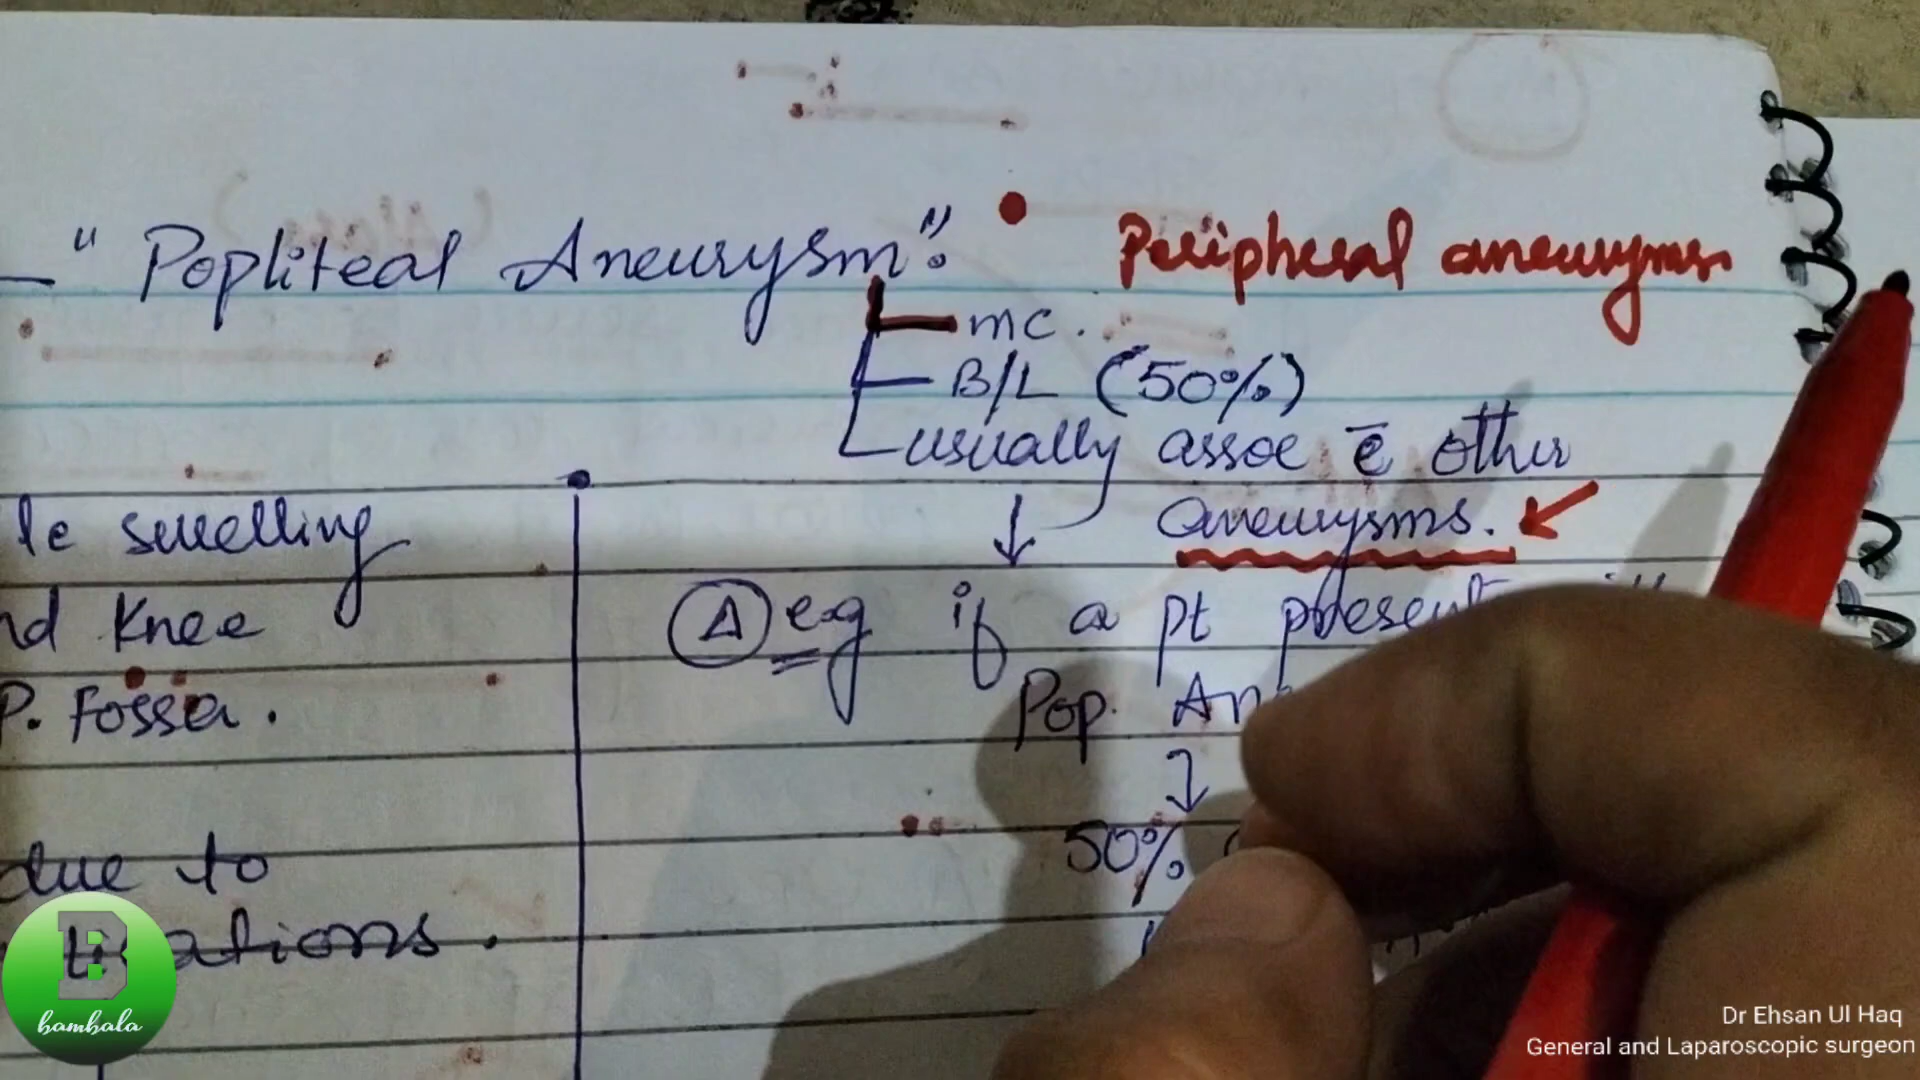 "Popliteal Aneurysm". Peripheral aneurysms
mc.
B/L (50%)
usually assoc c̄ other
aneurysms.
le swelling
nd Knee
P. Fossa.
due to
ations.
A eg if a pt present
Pop. An
50%
B
bambala
Dr Ehsan Ul Haq
General and Laparoscopic surgeon